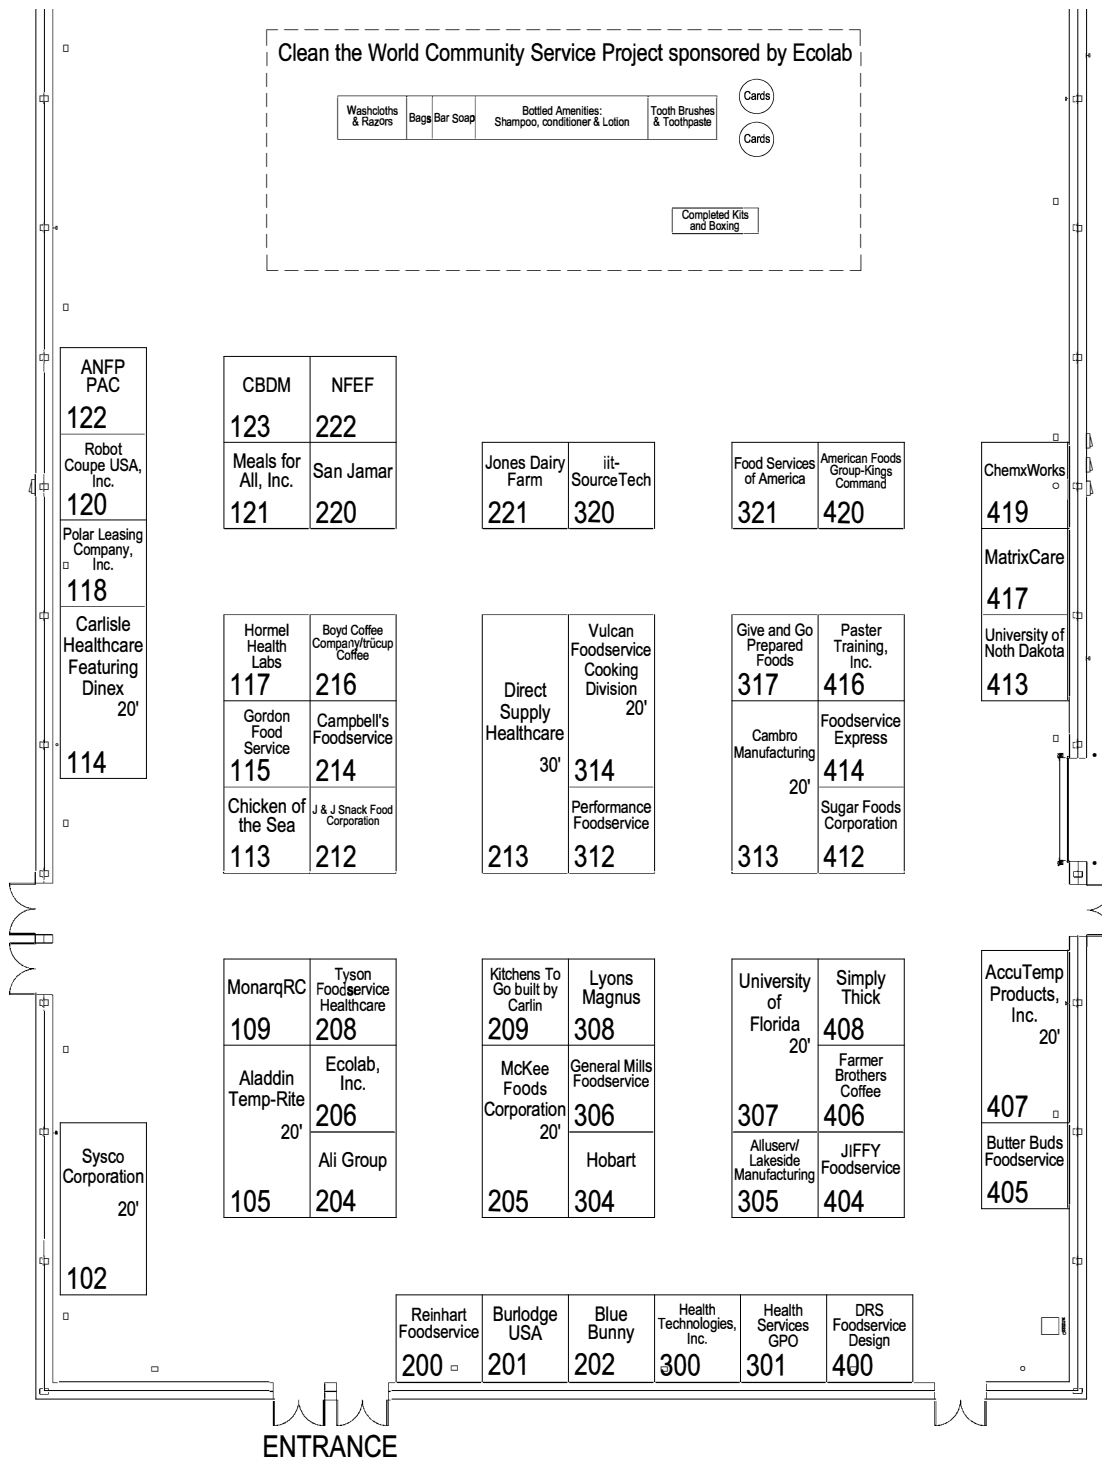 Clean the World Community Service Project sponsored by Ecolab
Washcloths
& Razors
Bags
Bar Soap
Bottled Amenities:
Shampoo, conditioner & Lotion
Tooth Brushes
& Toothpaste
Cards
Cards
Completed Kits
and Boxing
ANFP
PAC
122
Robot
Coupe USA,
Inc.
120
Polar Leasing
Company,
Inc.
118
Carlisle
Healthcare
Featuring
Dinex
20'
114
CBDM
123
NFEF
222
Meals for
All, Inc.
121
San Jamar
220
Jones Dairy
Farm
221
iit-
SourceTech
320
Food Services
of America
321
American Foods
Group-Kings
Command
420
ChemxWorks
419
MatrixCare
417
University of
Noth Dakota
413
Hormel
Health
Labs
117
Boyd Coffee
Company/trücup
Coffee
216
Gordon
Food
Service
115
Campbell's
Foodservice
214
Chicken of
the Sea
113
J & J Snack Food
Corporation
212
Direct
Supply
Healthcare
30'
213
Vulcan
Foodservice
Cooking
Division
20'
314
Performance
Foodservice
312
Give and Go
Prepared
Foods
317
Paster
Training,
Inc.
416
Cambro
Manufacturing
20'
313
Foodservice
Express
414
Sugar Foods
Corporation
412
MonarqRC
109
Tyson
Foodservice
Healthcare
208
Aladdin
Temp-Rite
20'
105
Ecolab,
Inc.
206
Ali Group
204
Kitchens To
Go built by
Carlin
209
Lyons
Magnus
308
McKee
Foods
Corporation
20'
205
General Mills
Foodservice
306
Hobart
304
University
of
Florida
20'
307
Simply
Thick
408
Farmer
Brothers
Coffee
406
Alluserv/
Lakeside
Manufacturing
305
JIFFY
Foodservice
404
AccuTemp
Products,
Inc.
20'
407
Butter Buds
Foodservice
405
Sysco
Corporation
20'
102
Reinhart
Foodservice
200
Burlodge
USA
201
Blue
Bunny
202
Health
Technologies,
Inc.
300
Health
Services
GPO
301
DRS
Foodservice
Design
400
ENTRANCE